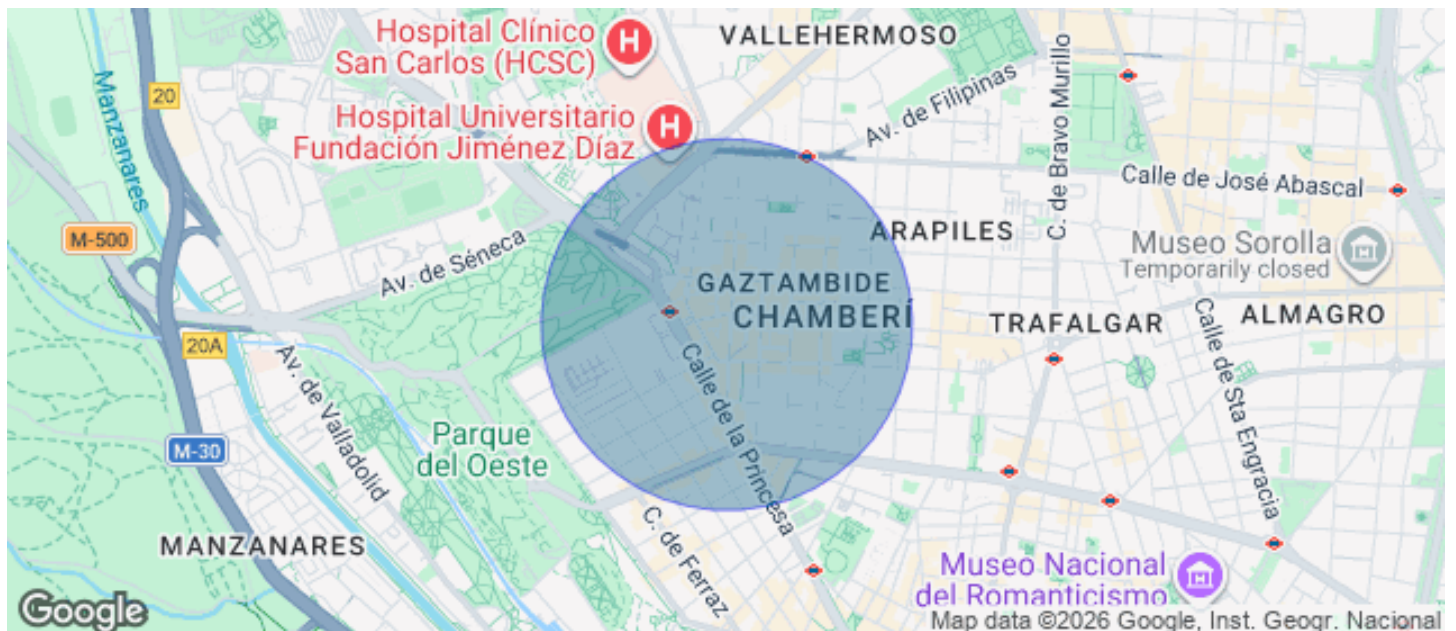 Hospital Clínico
San Carlos (HCSC)
H
VALLEHERMOSO
Manzanares
20
Hospital Universitario
Fundación Jiménez Díaz
H
Av. de Filipinas
C. de Bravo Murillo
Calle de José Abascal
M-500
Av. de Séneca
ARAPILES
Museo Sorolla
Temporarily closed
GAZTAMBIDE
CHAMBERÍ
TRAFALGAR
ALMAGRO
20A
Av. de Valladolid
Calle de la Princesa
Calle de Sta Engracia
M-30
Parque
del Oeste
MANZANARES
C. de Ferraz
Museo Nacional
del Romanticismo
Google
Map data ©2026 Google, Inst. Geogr. Nacional